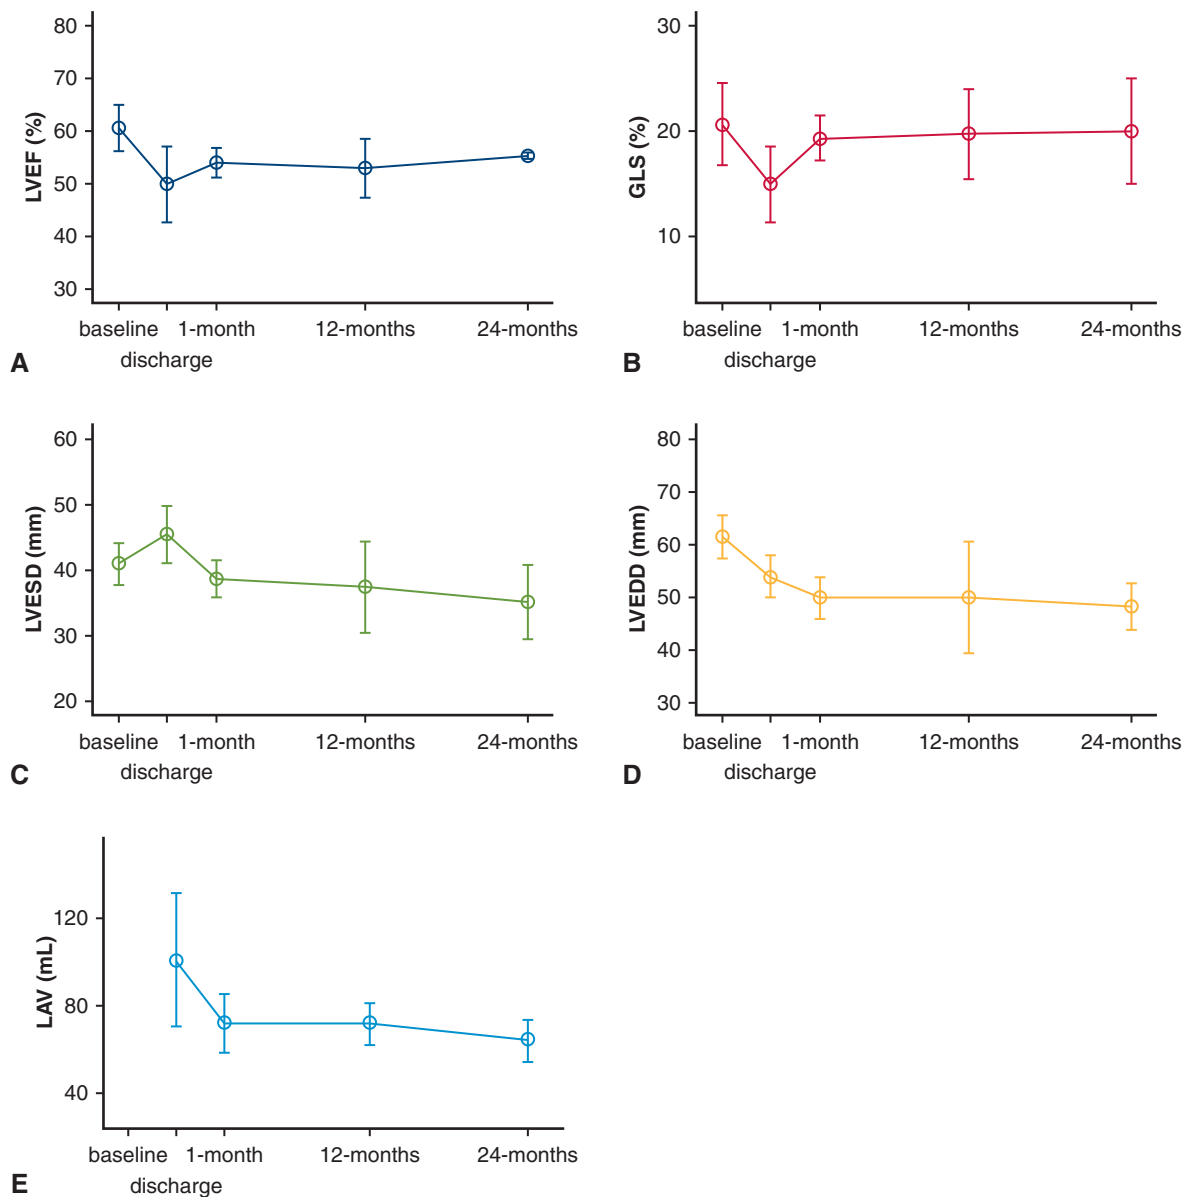 80
70
60
50
40
30
LVEF (%)
baseline 1-month 12-months 24-months
discharge
A
30
20
10
GLS (%)
baseline 1-month 12-months 24-months
discharge
B
60
50
40
30
20
LVESD (mm)
baseline 1-month 12-months 24-months
discharge
C
80
70
60
50
40
30
LVEDD (mm)
baseline 1-month 12-months 24-months
discharge
D
120
80
40
LAV (mL)
baseline 1-month 12-months 24-months
discharge
E